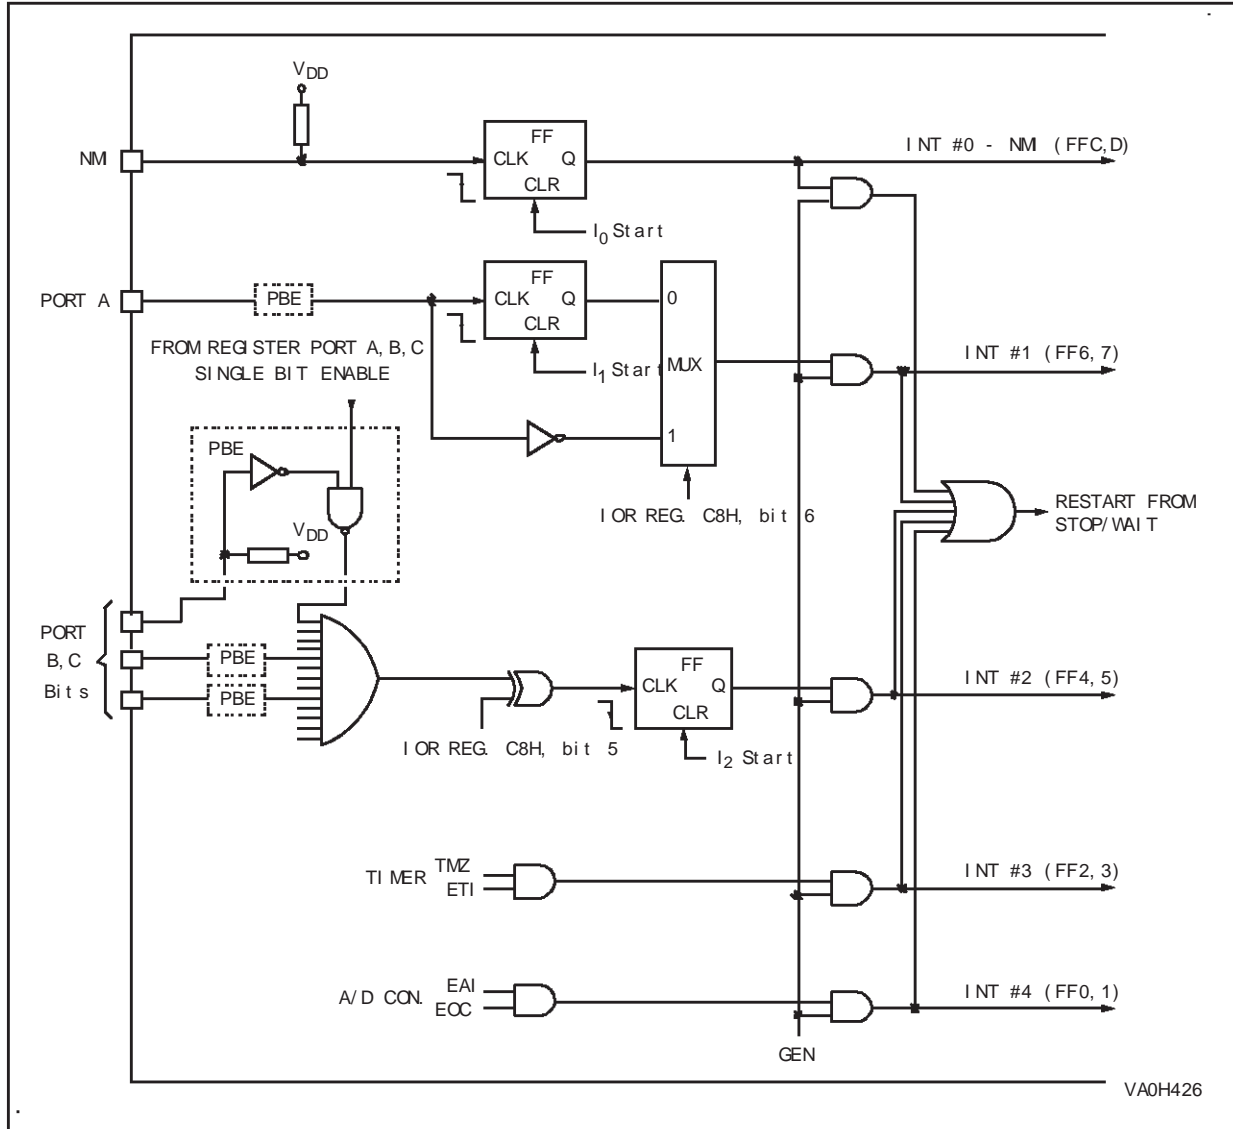 VDD
NMI
FF
CLK Q
CLR
I0 Start
INT #0 - NMI (FFC,D)
PORT A
PBE
FF
CLK Q
CLR
I1 Start
0
MUX
1
INT #1 (FF6,7)
FROM REGISTER PORT A,B,C
SINGLE BIT ENABLE
PBE
VDD
IOR REG. C8H, bit 6
RESTART FROM
STOP/WAIT
PORT
B,C
Bits
PBE
PBE
FF
CLK Q
CLR
I2 Start
IOR REG. C8H, bit 5
INT #2 (FF4,5)
TIMER
TMZ
ETI
INT #3 (FF2,3)
A/D CON.
EAI
EOC
INT #4 (FF0,1)
GEN
VA0H426